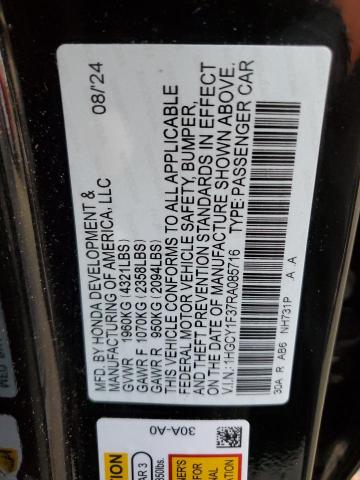 MFD. BY HONDA DEVELOPMENT & 08/'24
MANUFACTURING OF AMERICA, LLC
GVWR 1960KG (4321LBS)
GAWR F 1070KG (2358LBS)
GAWR R 950KG (2094LBS)
THIS VEHICLE CONFORMS TO ALL APPLICABLE
FEDERAL MOTOR VEHICLE SAFETY, BUMPER,
AND THEFT PREVENTION STANDARDS IN EFFECT
ON THE DATE OF MANUFACTURE SHOWN ABOVE.
V.I.N.: 1HGCY1F37RA085716 TYPE:PASSENGER CAR
30A R AB6 NH731P A A
30A-A0